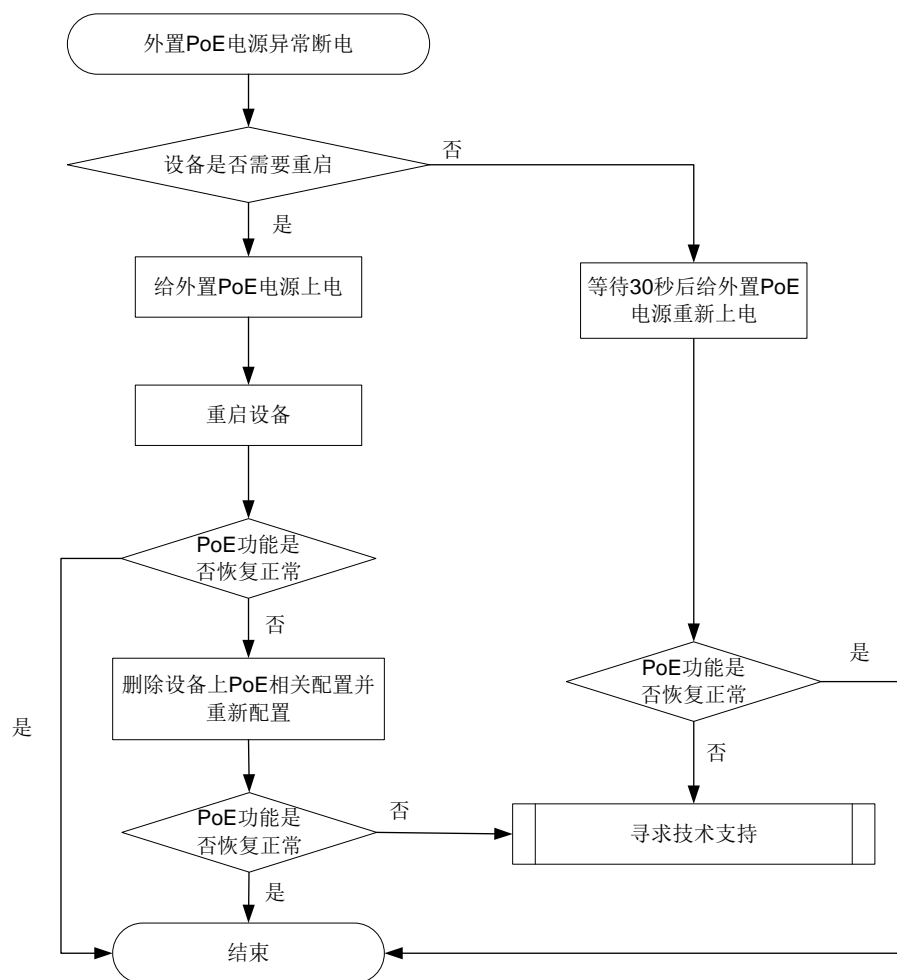 外置PoE电源异常断电
设备是否需要重启
否
是
给外置PoE电源上电
等待30秒后给外置PoE
电源重新上电
重启设备
PoE功能是
否恢复正常
否
删除设备上PoE相关配置并
重新配置
是
PoE功能是
否恢复正常
是
否
PoE功能是
否恢复正常
否
寻求技术支持
是
结束